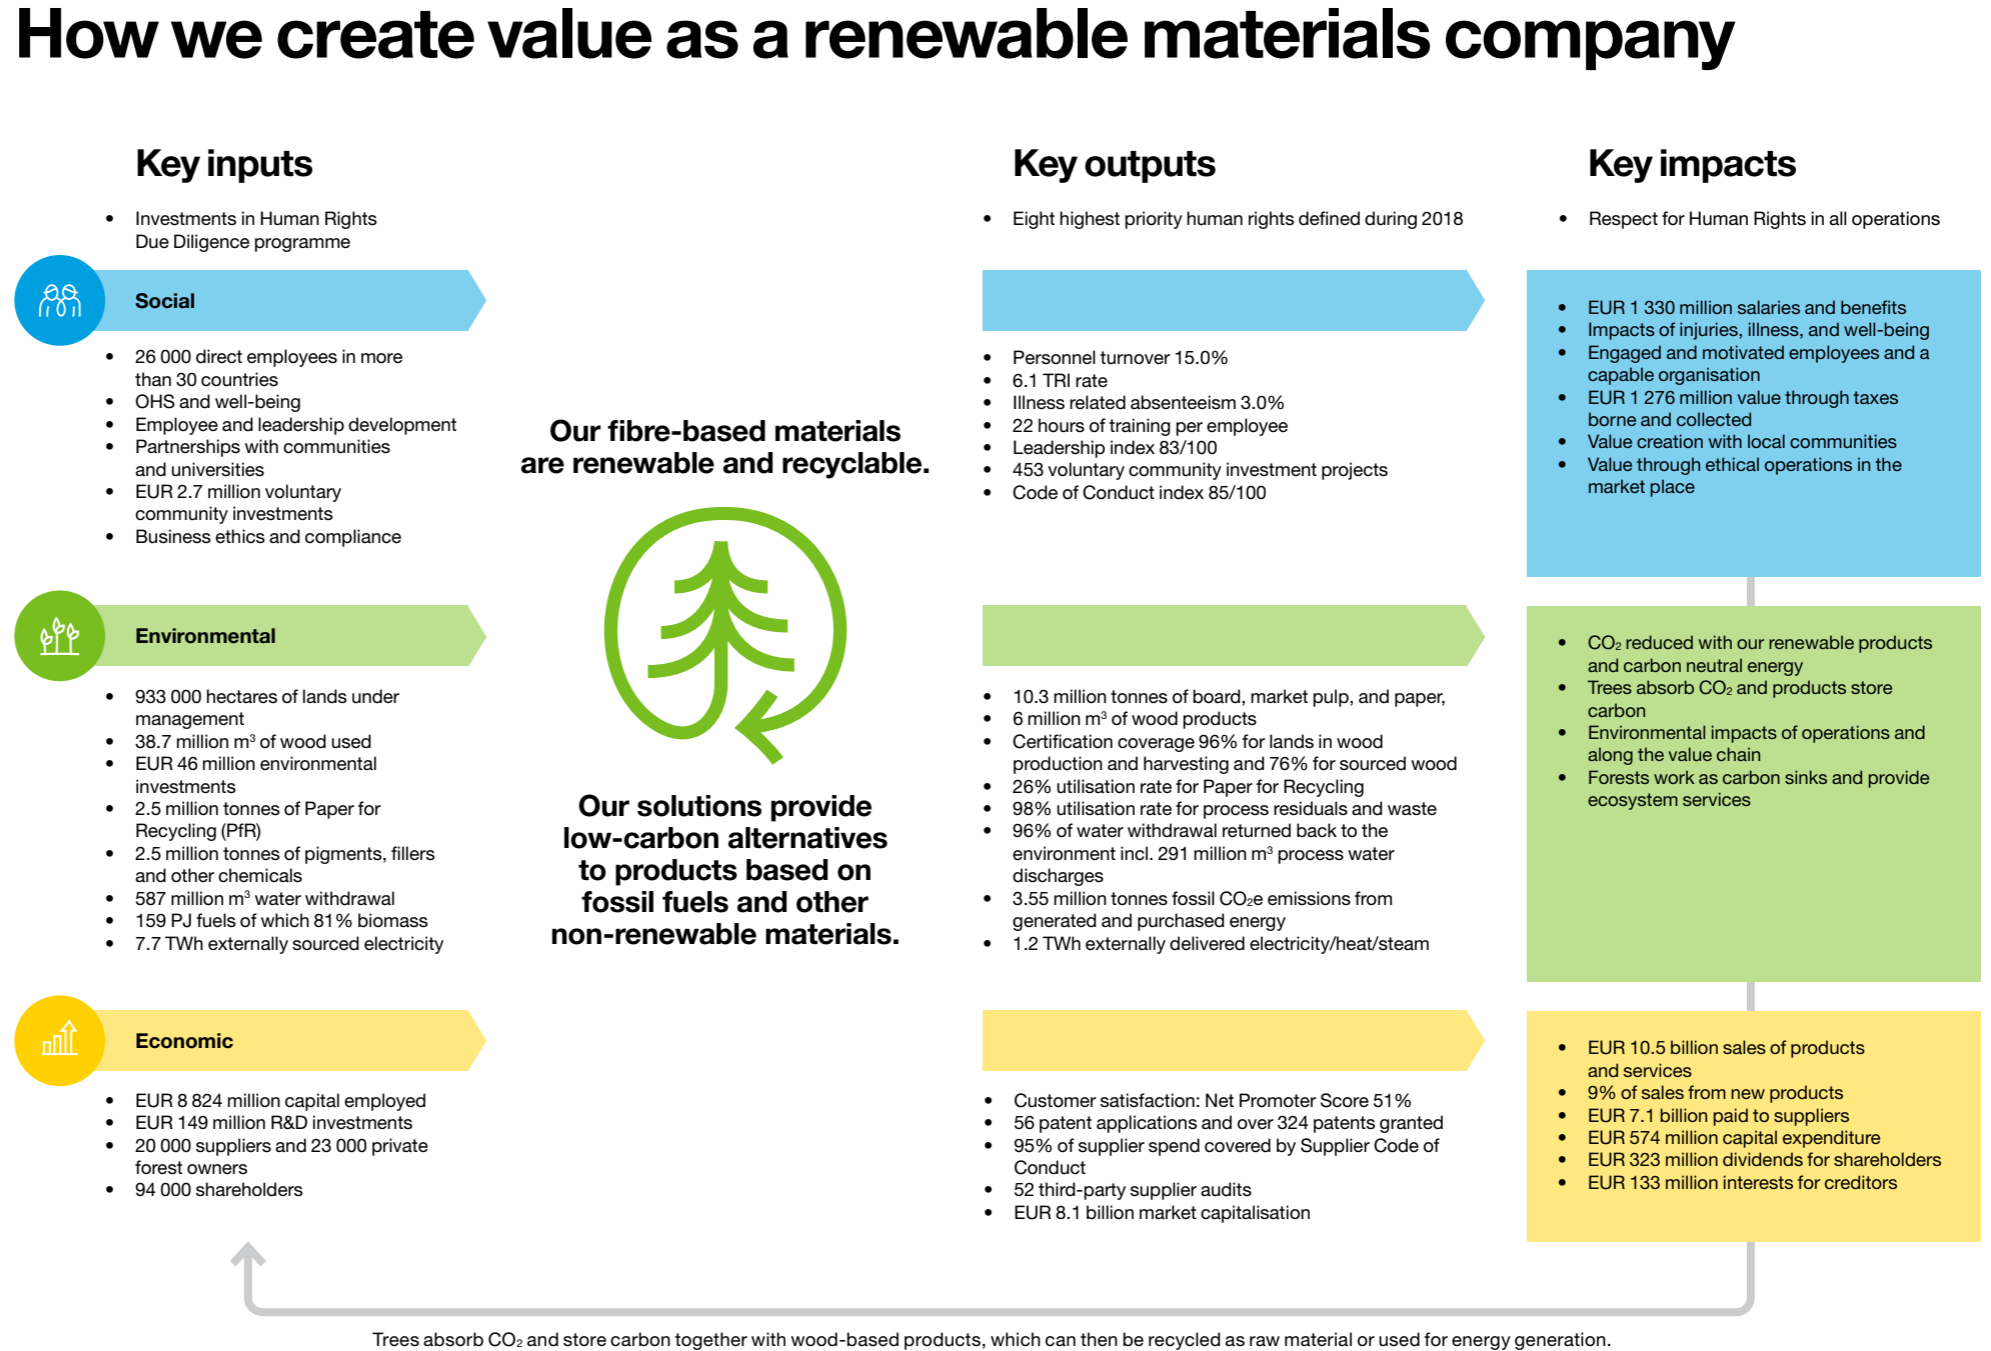 How we create value as a renewable materials company
Key inputs
• Investments in Human Rights
Due Diligence programme
Social
• 26 000 direct employees in more
than 30 countries
• OHS and well-being
• Employee and leadership development
• Partnerships with communities
and universities
• EUR 2.7 million voluntary
community investments
• Business ethics and compliance
Environmental
• 933 000 hectares of lands under
management
• 38.7 million m³ of wood used
• EUR 46 million environmental
investments
• 2.5 million tonnes of Paper for
Recycling (PfR)
• 2.5 million tonnes of pigments, fillers
and other chemicals
• 587 million m³ water withdrawal
• 159 PJ fuels of which 81% biomass
• 7.7 TWh externally sourced electricity
Economic
• EUR 8 824 million capital employed
• EUR 149 million R&D investments
• 20 000 suppliers and 23 000 private
forest owners
• 94 000 shareholders
Our fibre-based materials
are renewable and recyclable.
Our solutions provide
low-carbon alternatives
to products based on
fossil fuels and other
non-renewable materials.
Key outputs
• Eight highest priority human rights defined during 2018
• Personnel turnover 15.0%
• 6.1 TRI rate
• Illness related absenteeism 3.0%
• 22 hours of training per employee
• Leadership index 83/100
• 453 voluntary community investment projects
• Code of Conduct index 85/100
• 10.3 million tonnes of board, market pulp, and paper,
• 6 million m³ of wood products
• Certification coverage 96% for lands in wood
production and harvesting and 76% for sourced wood
• 26% utilisation rate for Paper for Recycling
• 98% utilisation rate for process residuals and waste
• 96% of water withdrawal returned back to the
environment incl. 291 million m³ process water
discharges
• 3.55 million tonnes fossil CO₂e emissions from
generated and purchased energy
• 1.2 TWh externally delivered electricity/heat/steam
• Customer satisfaction: Net Promoter Score 51%
• 56 patent applications and over 324 patents granted
• 95% of supplier spend covered by Supplier Code of
Conduct
• 52 third-party supplier audits
• EUR 8.1 billion market capitalisation
Key impacts
• Respect for Human Rights in all operations
• EUR 1 330 million salaries and benefits
• Impacts of injuries, illness, and well-being
• Engaged and motivated employees and a
capable organisation
• EUR 1 276 million value through taxes
borne and collected
• Value creation with local communities
• Value through ethical operations in the
market place
• CO₂ reduced with our renewable products
and carbon neutral energy
• Trees absorb CO₂ and products store
carbon
• Environmental impacts of operations and
along the value chain
• Forests work as carbon sinks and provide
ecosystem services
• EUR 10.5 billion sales of products
and services
• 9% of sales from new products
• EUR 7.1 billion paid to suppliers
• EUR 574 million capital expenditure
• EUR 323 million dividends for shareholders
• EUR 133 million interests for creditors
Trees absorb CO₂ and store carbon together with wood-based products, which can then be recycled as raw material or used for energy generation.